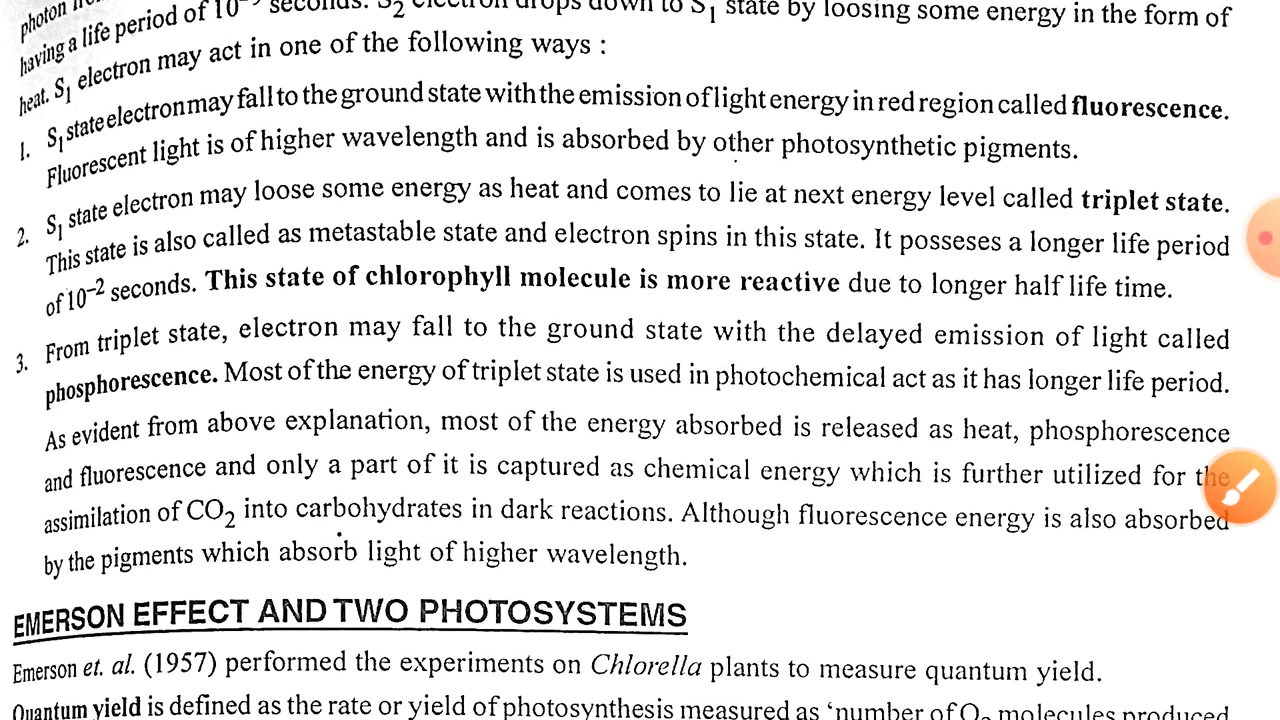 having a life period of 10 seconds. S2 electron drops down to S1 state by loosing some energy in the form of
heat. S1 electron may act in one of the following ways :
1. S1 state electron may fall to the ground state with the emission of light energy in red region called fluorescence.
Fluorescent light is of higher wavelength and is absorbed by other photosynthetic pigments.
2. S1 state electron may loose some energy as heat and comes to lie at next energy level called triplet state.
This state is also called as metastable state and electron spins in this state. It posseses a longer life period
of 10–2 seconds. This state of chlorophyll molecule is more reactive due to longer half life time.
3. From triplet state, electron may fall to the ground state with the delayed emission of light called
phosphorescence. Most of the energy of triplet state is used in photochemical act as it has longer life period.
As evident from above explanation, most of the energy absorbed is released as heat, phosphorescence
and fluorescence and only a part of it is captured as chemical energy which is further utilized for the
assimilation of CO2 into carbohydrates in dark reactions. Although fluorescence energy is also absorbed
by the pigments which absorb light of higher wavelength.
EMERSON EFFECT AND TWO PHOTOSYSTEMS
Emerson et. al. (1957) performed the experiments on Chlorella plants to measure quantum yield.
Quantum yield is defined as the rate or yield of photosynthesis measured as ‘number of O2 molecules produced